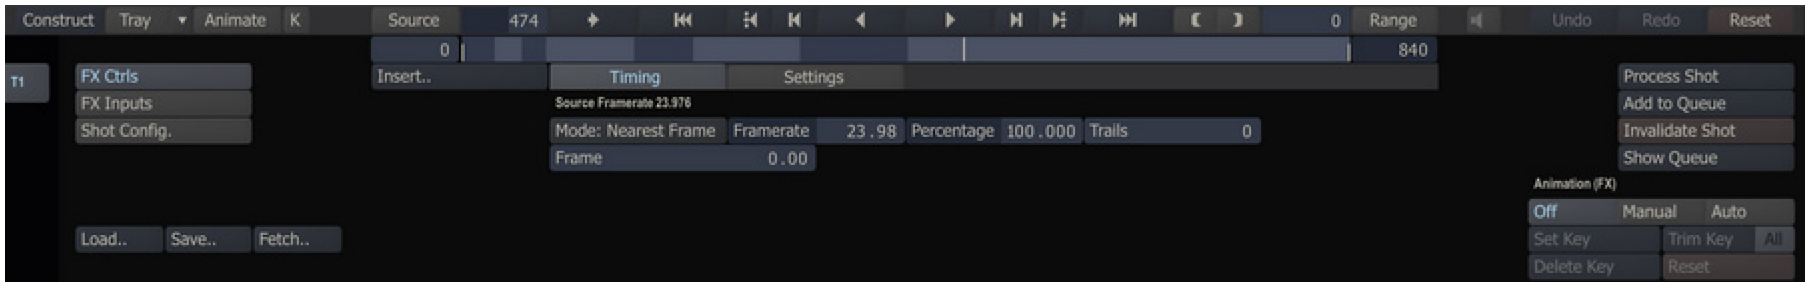 Construct Tray Animate K Source 474 0 Range Undo Redo Reset
0 840
T1 FX Ctrls Insert.. Timing Settings Process Shot
FX Inputs Source Framerate 23.976 Add to Queue
Shot Config. Mode: Nearest Frame Framerate 23.98 Percentage 100.000 Trails 0 Invalidate Shot
Frame 0.00 Show Queue
Animation (FX)
Off Manual Auto
Load.. Save.. Fetch.. Set Key Trim Key All
Delete Key Reset